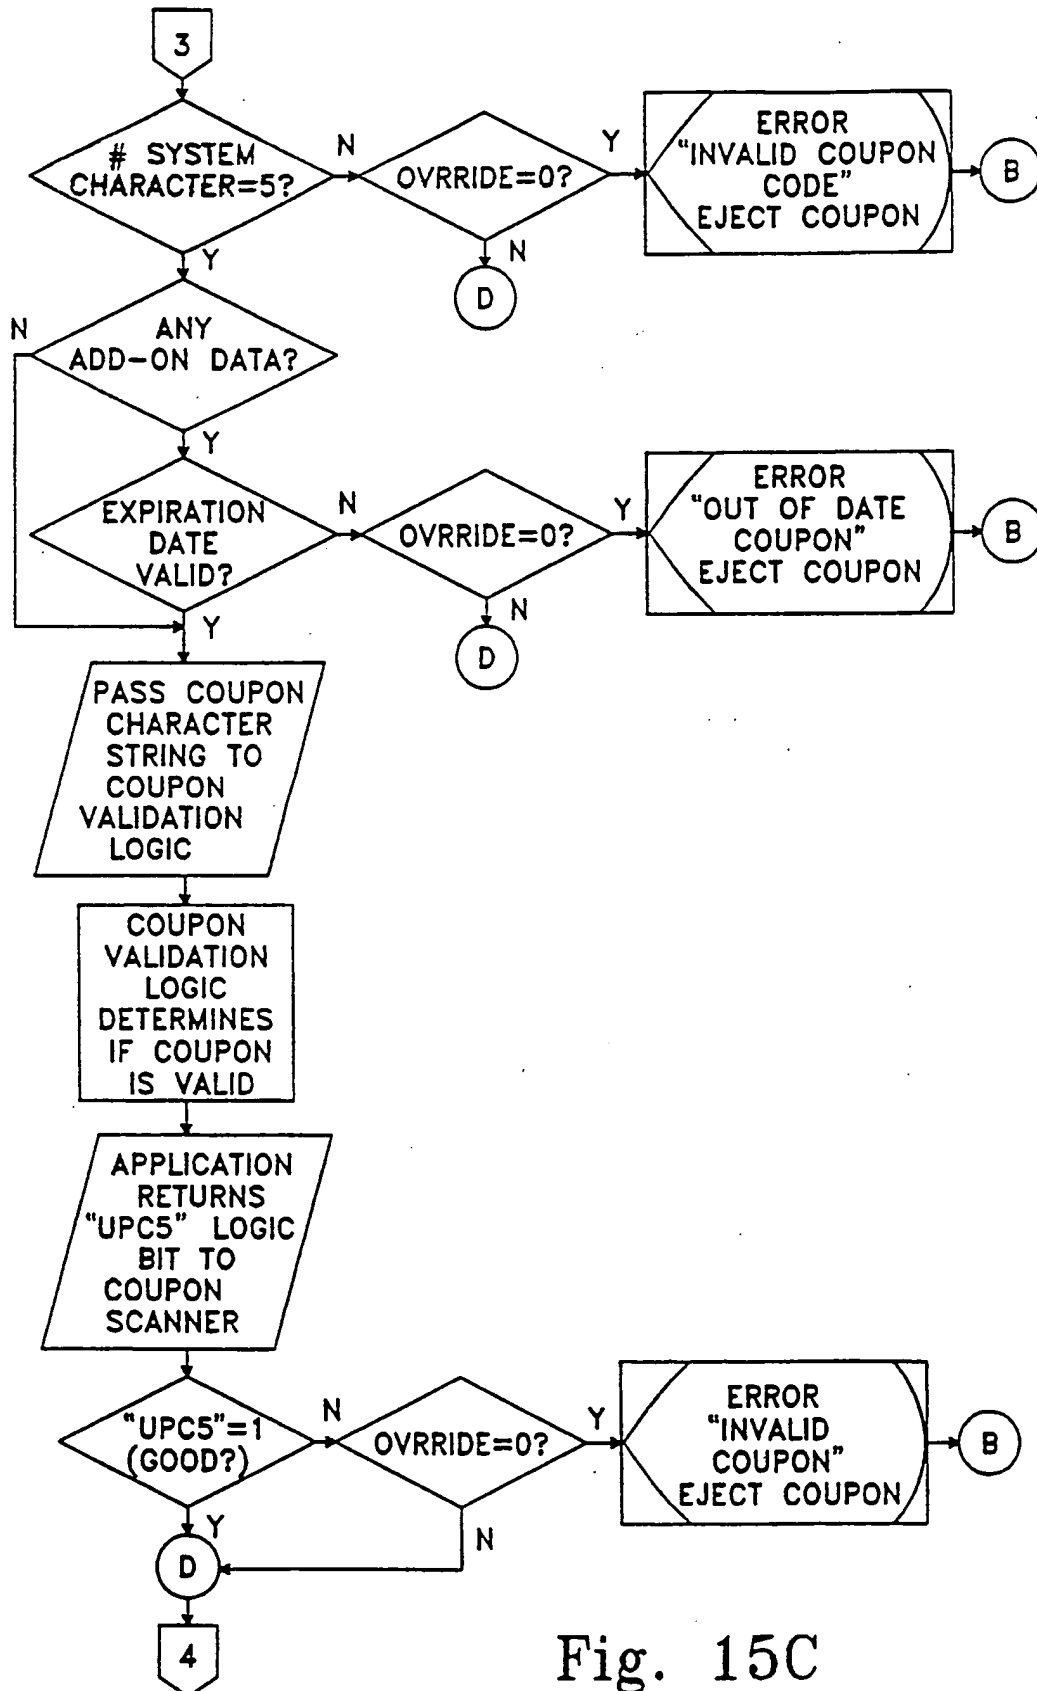 3
# SYSTEM
CHARACTER=5?
N
OVRRIDE=0?
Y
ERROR
"INVALID COUPON
CODE"
EJECT COUPON
B
Y
N
D
N
ANY
ADD-ON DATA?
Y
EXPIRATION
DATE
VALID?
N
OVRRIDE=0?
Y
ERROR
"OUT OF DATE
COUPON"
EJECT COUPON
B
Y
N
D
PASS COUPON
CHARACTER
STRING TO
COUPON
VALIDATION
LOGIC
COUPON
VALIDATION
LOGIC
DETERMINES
IF COUPON
IS VALID
APPLICATION
RETURNS
"UPC5" LOGIC
BIT TO
COUPON
SCANNER
"UPC5"=1
(GOOD?)
N
OVRRIDE=0?
Y
ERROR
"INVALID
COUPON"
EJECT COUPON
B
Y
N
D
4
Fig. 15C